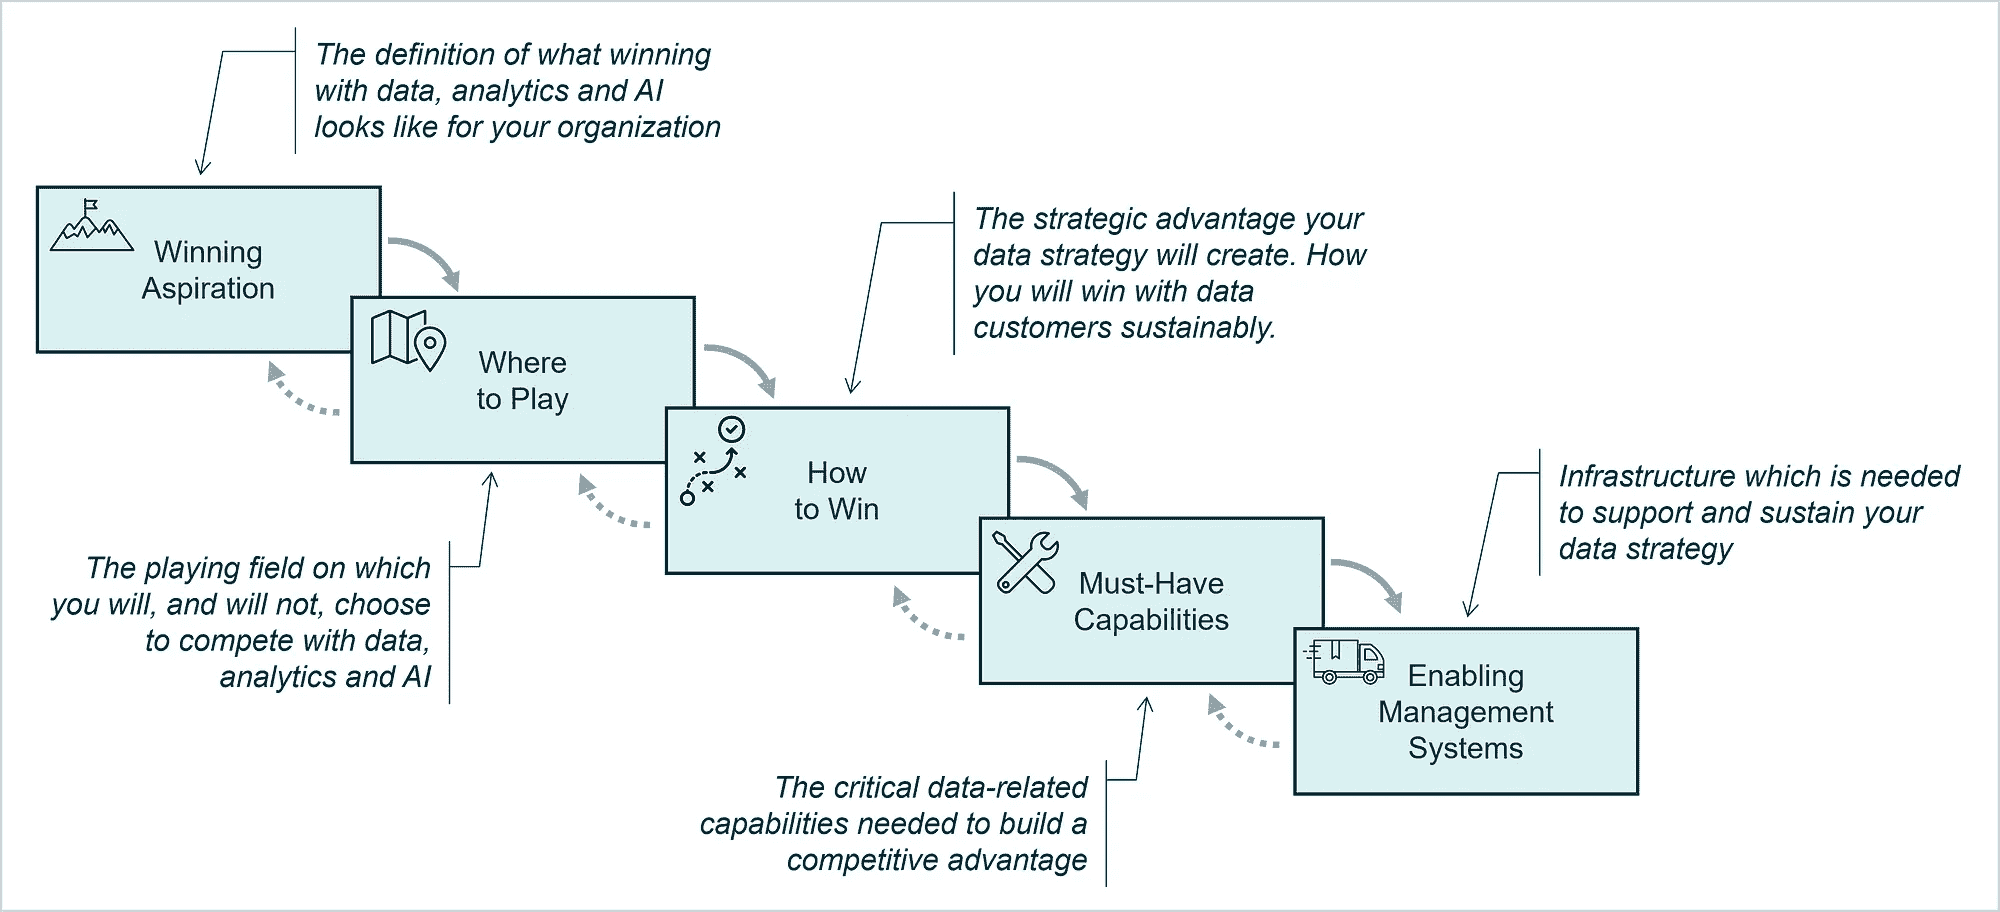 The definition of what winning
with data, analytics and AI
looks like for your organization
Winning
Aspiration
The strategic advantage your
data strategy will create. How
you will win with data
customers sustainably.
Where
to Play
The playing field on which
you will, and will not, choose
to compete with data,
analytics and AI
How
to Win
Infrastructure which is needed
to support and sustain your
data strategy
Must-Have
Capabilities
The critical data-related
capabilities needed to build a
competitive advantage
Enabling
Management
Systems